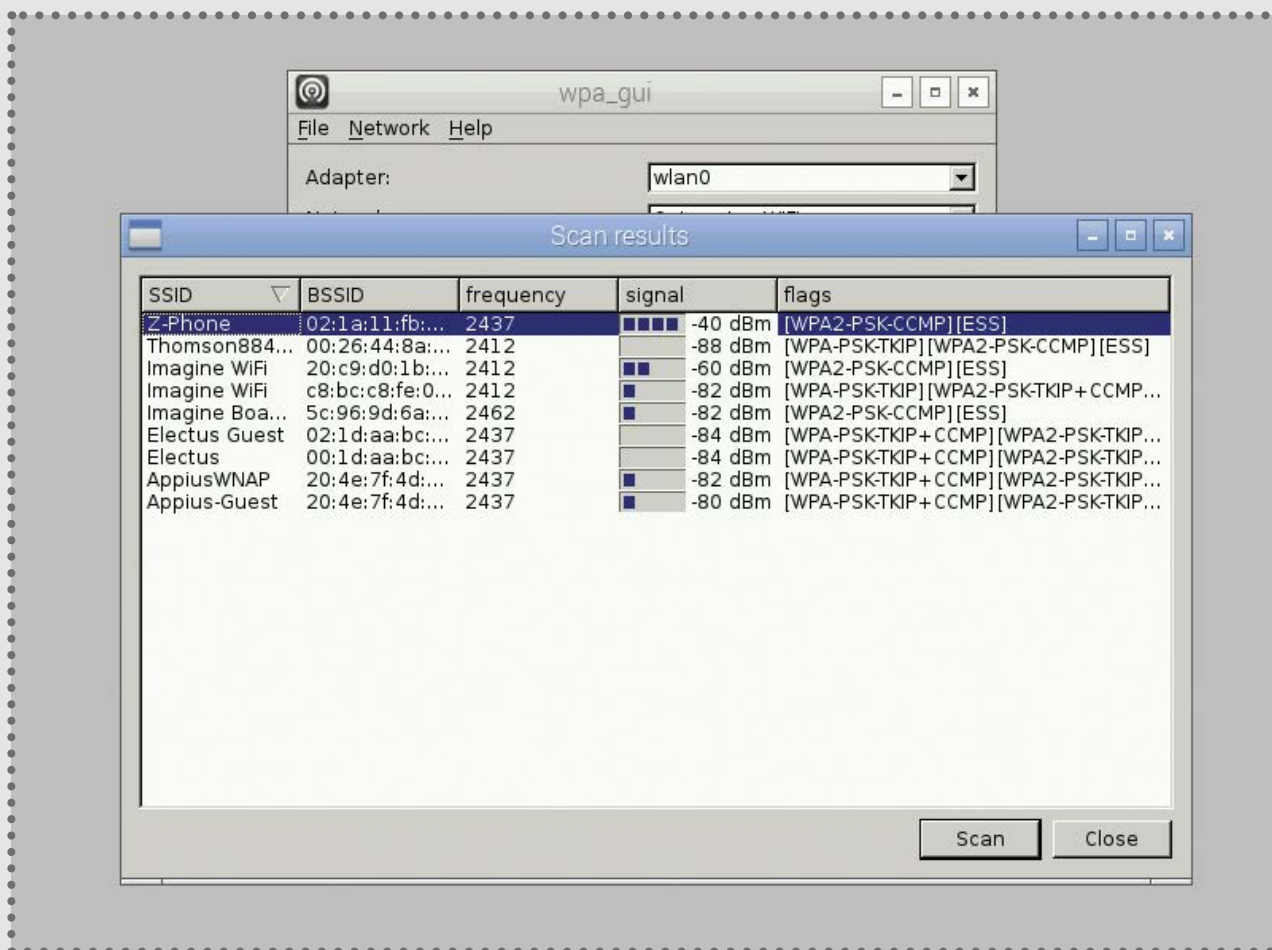 wpa_gui
File Network Help
Adapter: wlan0
Scan results
SSID BSSID frequency signal flags
Z-Phone 02:1a:11:fb:... 2437 -40 dBm [WPA2-PSK-CCMP][ESS]
Thomson884... 00:26:44:8a:... 2412 -88 dBm [WPA-PSK-TKIP][WPA2-PSK-CCMP][ESS]
Imagine WiFi 20:c9:d0:1b:... 2412 -60 dBm [WPA2-PSK-CCMP][ESS]
Imagine WiFi c8:bc:c8:fe:0... 2412 -82 dBm [WPA-PSK-TKIP][WPA2-PSK-TKIP+CCMP...
Imagine Boa... 5c:96:9d:6a:... 2462 -82 dBm [WPA2-PSK-CCMP][ESS]
Electus Guest 02:1d:aa:bc:... 2437 -84 dBm [WPA-PSK-TKIP+CCMP][WPA2-PSK-TKIP...
Electus 00:1d:aa:bc:... 2437 -84 dBm [WPA-PSK-TKIP+CCMP][WPA2-PSK-TKIP...
AppiusWNAP 20:4e:7f:4d:... 2437 -82 dBm [WPA-PSK-TKIP+CCMP][WPA2-PSK-TKIP...
Appius-Guest 20:4e:7f:4d:... 2437 -80 dBm [WPA-PSK-TKIP+CCMP][WPA2-PSK-TKIP...
Scan Close